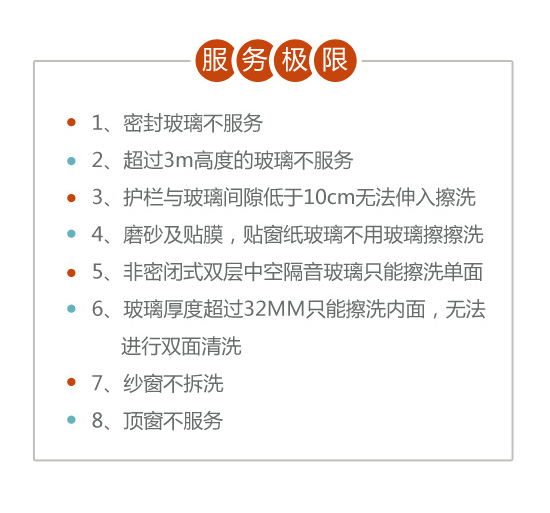 服务极限
1、密封玻璃不服务
2、超过3m高度的玻璃不服务
3、护栏与玻璃间隙低于10cm无法伸入擦洗
4、磨砂及贴膜，贴窗纸玻璃不用玻璃擦擦洗
5、非密闭式双层中空隔音玻璃只能擦洗单面
6、玻璃厚度超过32MM只能擦洗内面，无法
进行双面清洗
7、纱窗不拆洗
8、顶窗不服务